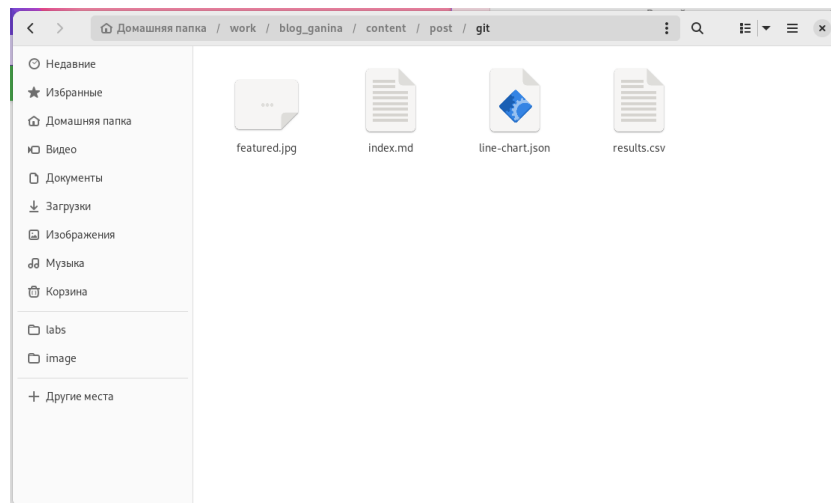 Домашняя папка / work / blog_ganina / content / post / git
Недавние
Избранные
Домашняя папка
Видео
Документы
Загрузки
Изображения
Музыка
Корзина
labs
image
Другие места
featured.jpg index.md line-chart.json results.csv